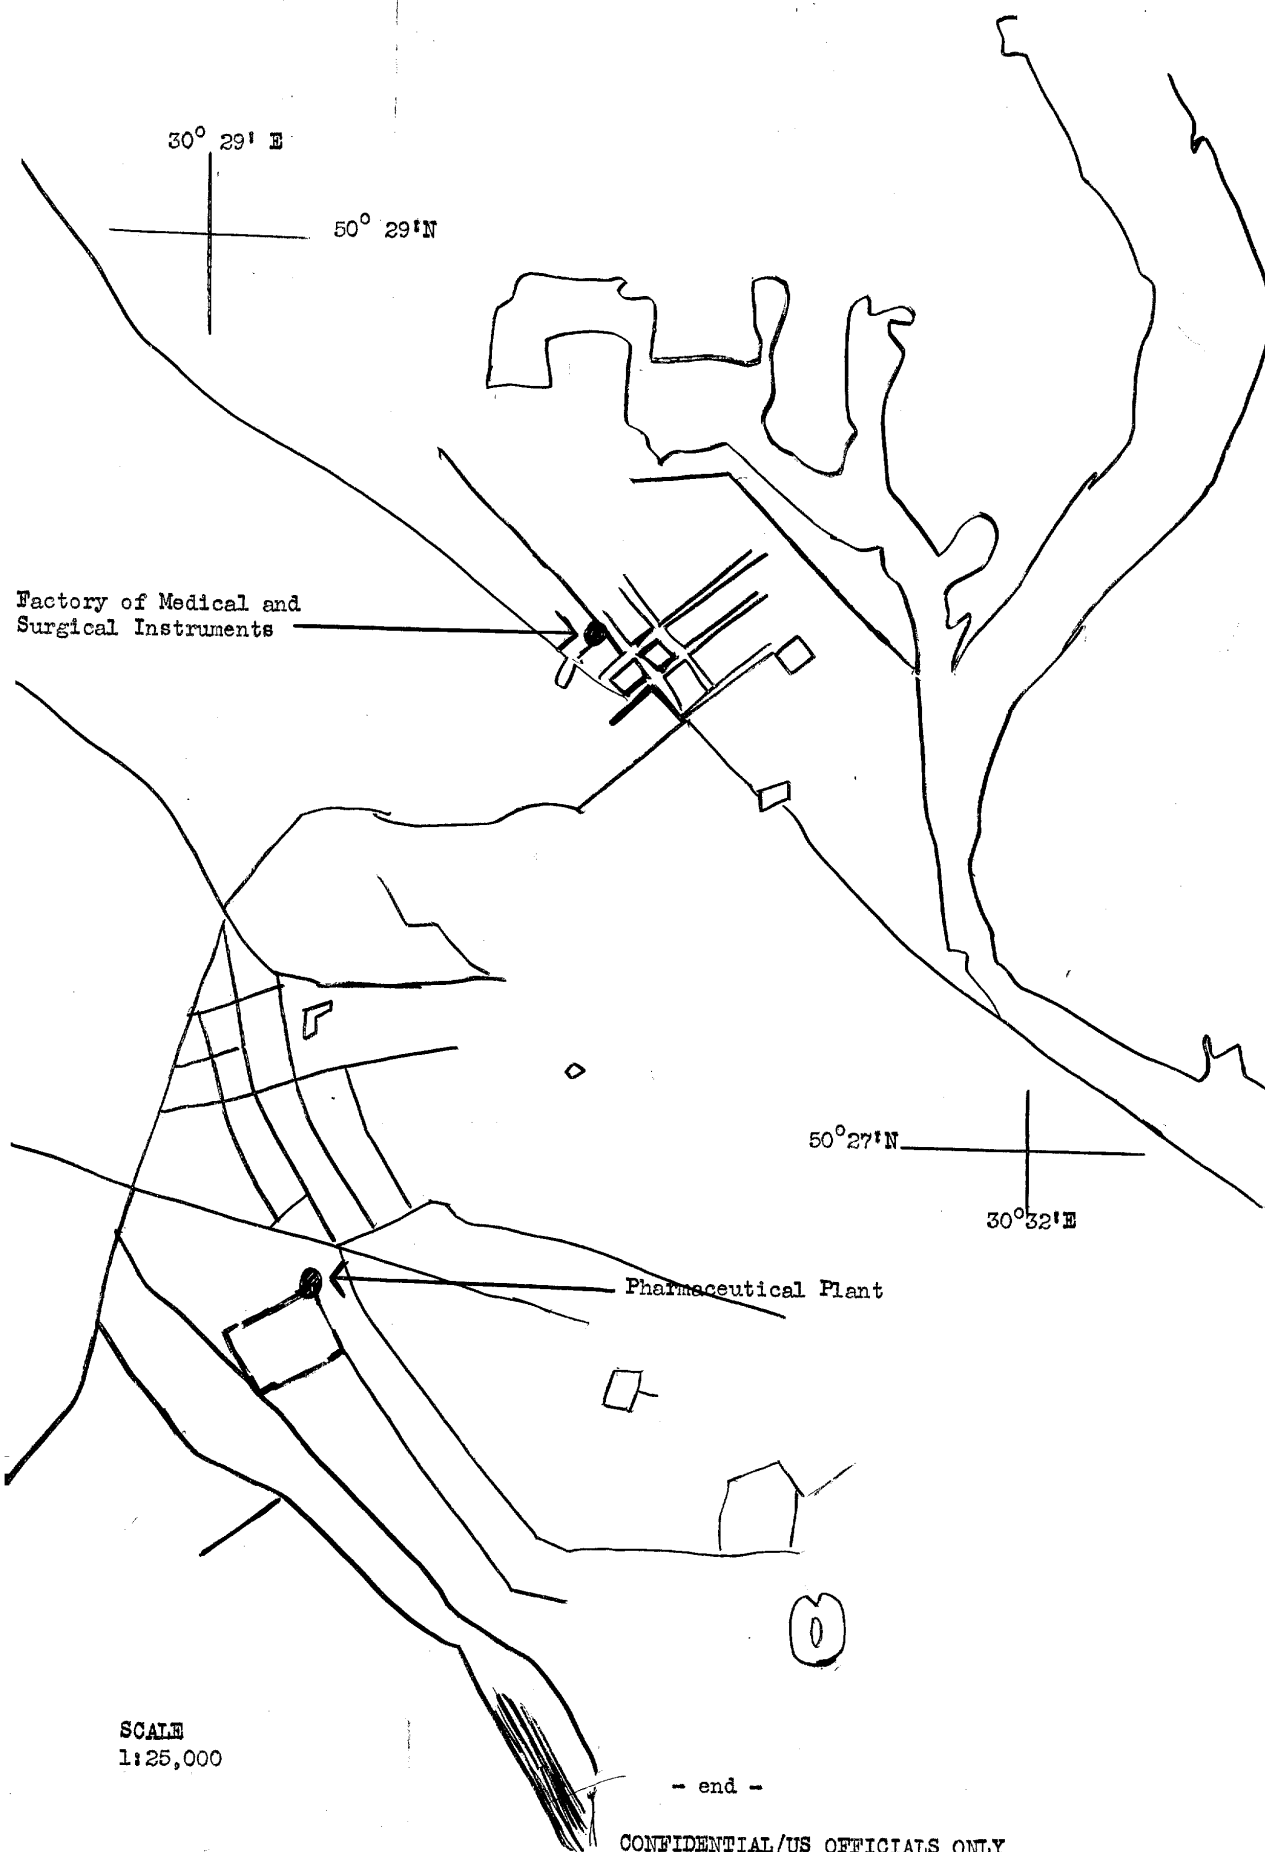 30° 29' E
50° 29'N
Factory of Medical and
Surgical Instruments
50°27'N
30°32'E
Pharmaceutical Plant
SCALE
1:25,000
- end -
CONFIDENTIAL/US OFFICIALS ONLY